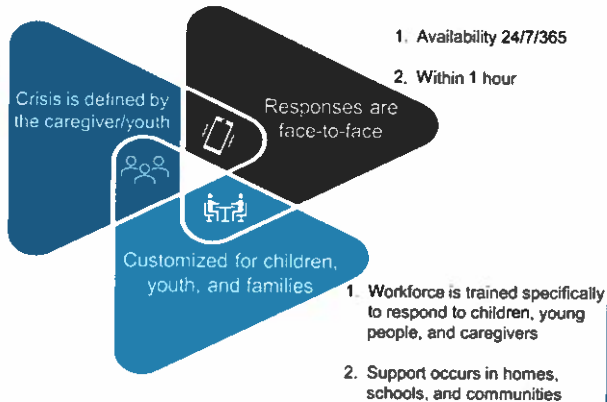 1. Availability 24/7/365
2. Within 1 hour
Crisis is defined by
the caregiver/youth
Responses are
face-to-face
Customized for children,
youth, and families
1. Workforce is trained specifically
to respond to children, young
people, and caregivers
2. Support occurs in homes,
schools, and communities